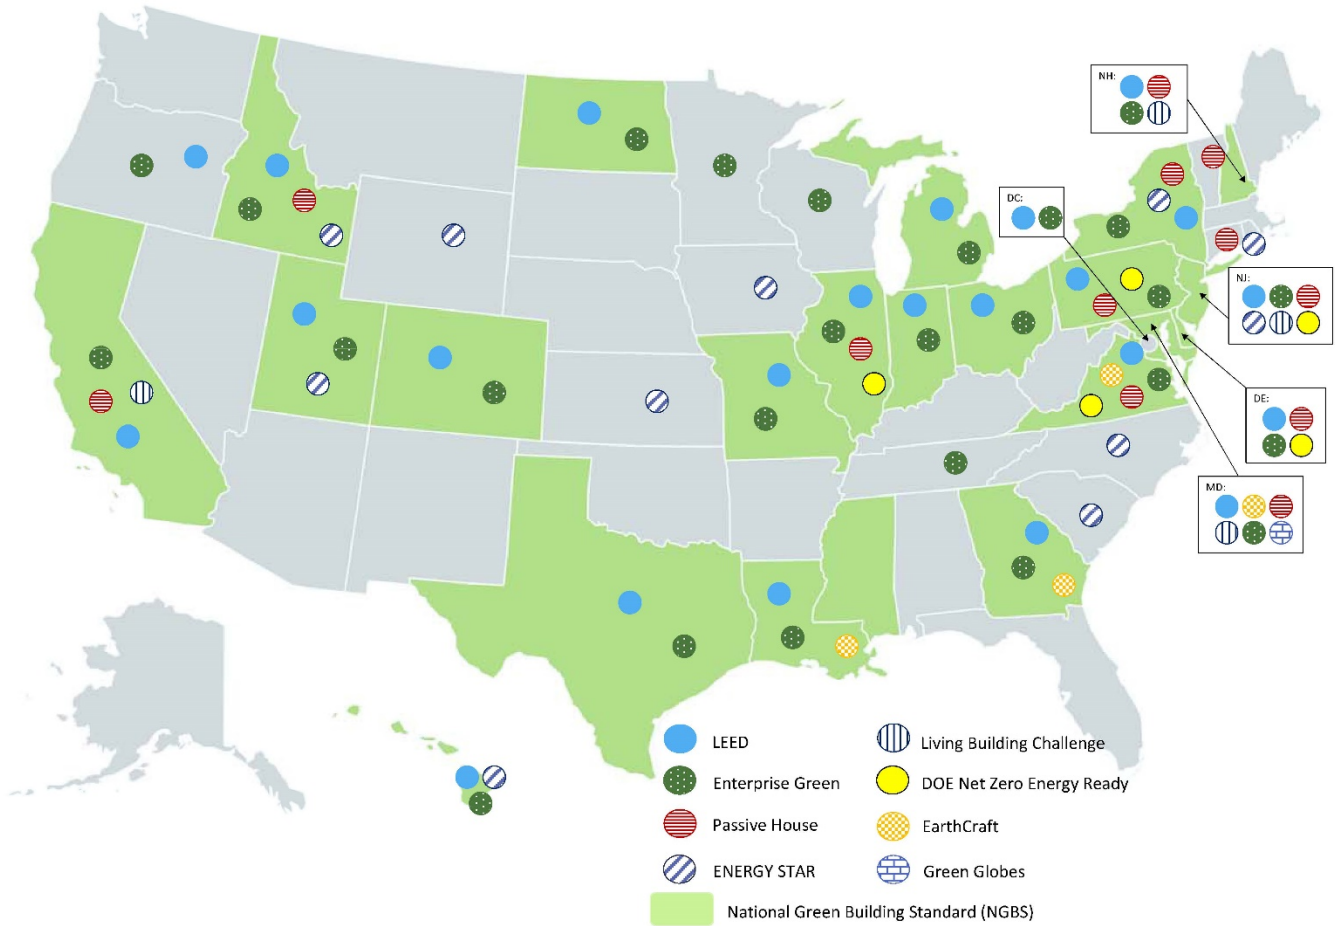 NH:
DC:
NJ:
DE:
MD:
LEED
Living Building Challenge
Enterprise Green
DOE Net Zero Energy Ready
Passive House
EarthCraft
ENERGY STAR
Green Globes
National Green Building Standard (NGBS)